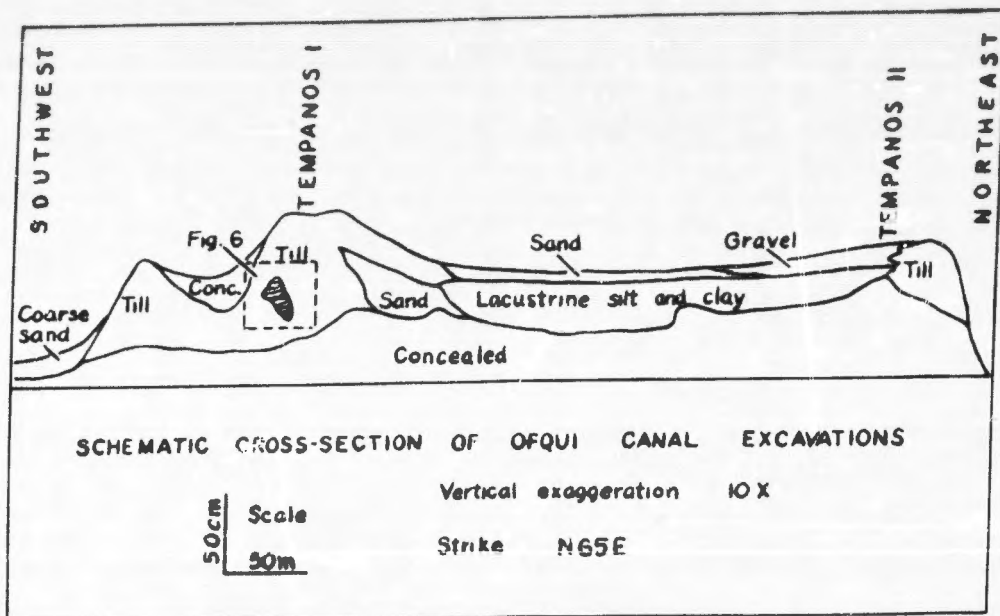 SOUTHWEST
TEMPANOS I
TEMPANOS II
NORTHEAST
Fig. 6
Till
Sand
Gravel
Till
Conc.
Till
Sand
Lacustrine silt and clay
Coarse
sand
Concealed
SCHEMATIC CROSS-SECTION OF OFQUI CANAL EXCAVATIONS
Vertical exaggeration 10X
50cm
Scale
50m
Strike N65E